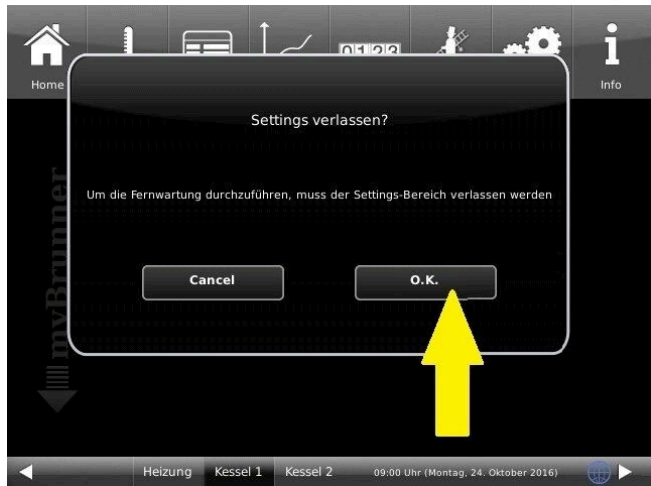 0123
Home
Info
Settings verlassen?
Um die Fernwartung durchzuführen, muss der Settings-Bereich verlassen werden
Cancel
O.K.
myBrunner
Heizung
Kessel 1
Kessel 2
09:00 Uhr (Montag, 24. Oktober 2016)